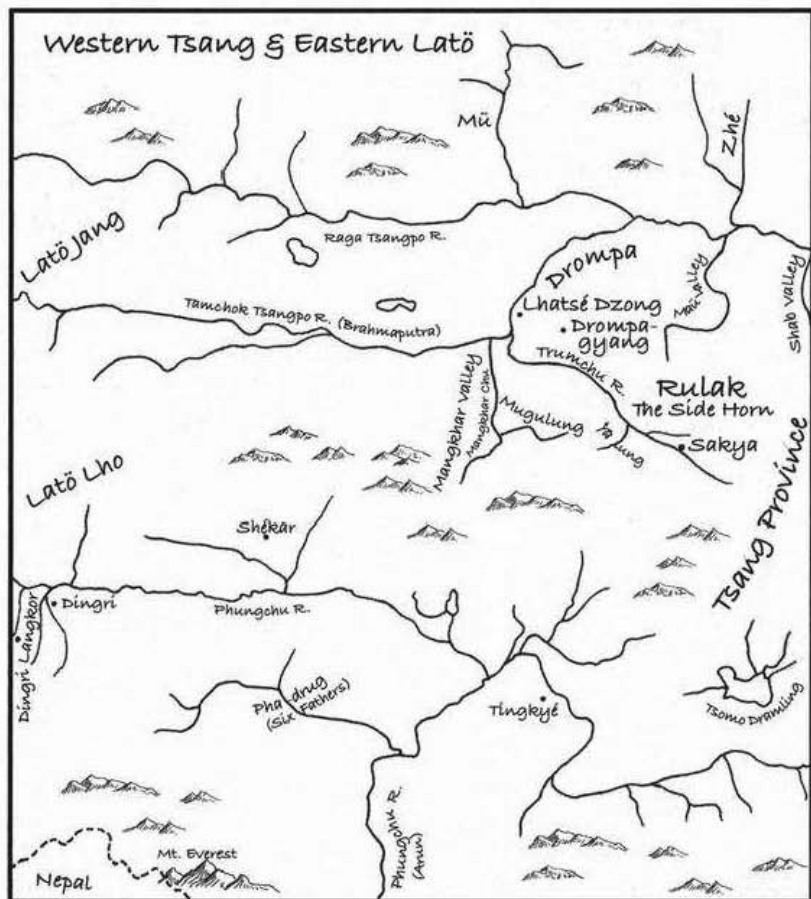 Western Tsang & Eastern Latö
Mü
Zhé
Latö Jang
Raga Tsangpo R.
Drompa
Maü valley
Shab Valley
Lhatsé Dzong
Tamchok Tsangpo R. (Brahmaputra)
Drompa-
gyang
Trumchu R.
Mangkhar Valley
Mangkhar Chu
Rulak
The Side Horn
Mugulung
lung
Sakya
Latö Lho
Shékar
Tsang Province
Dingri
Dingri Langkor
Phungchu R.
Pha drug
(Six Fathers)
Tingkyé
Tsomo Dramling
Phungchu R.
(Arun)
Mt. Everest
Nepal